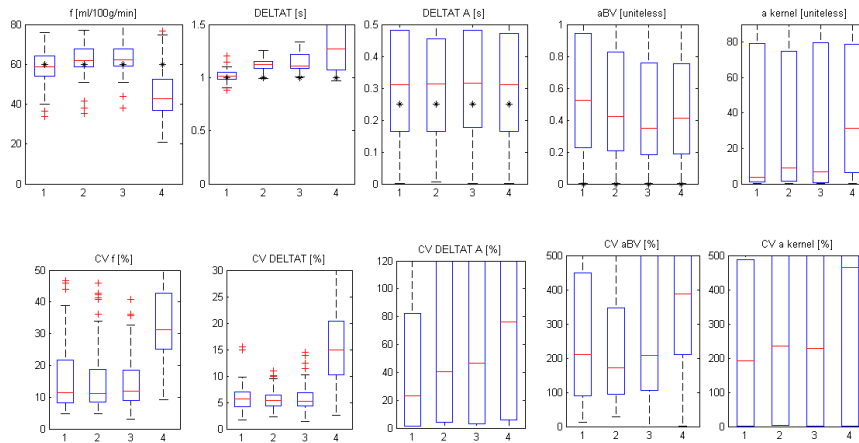 f [ml/100g/min]
DELTAT [s]
DELTAT A [s]
aBV [uniteless]
a kernel [uniteless]
80
60
40
20
0
1 2 3 4
1.5
1
0.5
1 2 3 4
0.5
0.4
0.3
0.2
0.1
0
1 2 3 4
1
0.8
0.6
0.4
0.2
0
1 2 3 4
80
60
40
20
0
1 2 3 4
CV f [%]
CV DELTAT [%]
CV DELTAT A [%]
CV aBV [%]
CV a kernel [%]
50
40
30
20
10
0
1 2 3 4
30
25
20
15
10
5
0
1 2 3 4
120
100
80
60
40
20
0
1 2 3 4
500
400
300
200
100
0
1 2 3 4
500
400
300
200
100
0
1 2 3 4